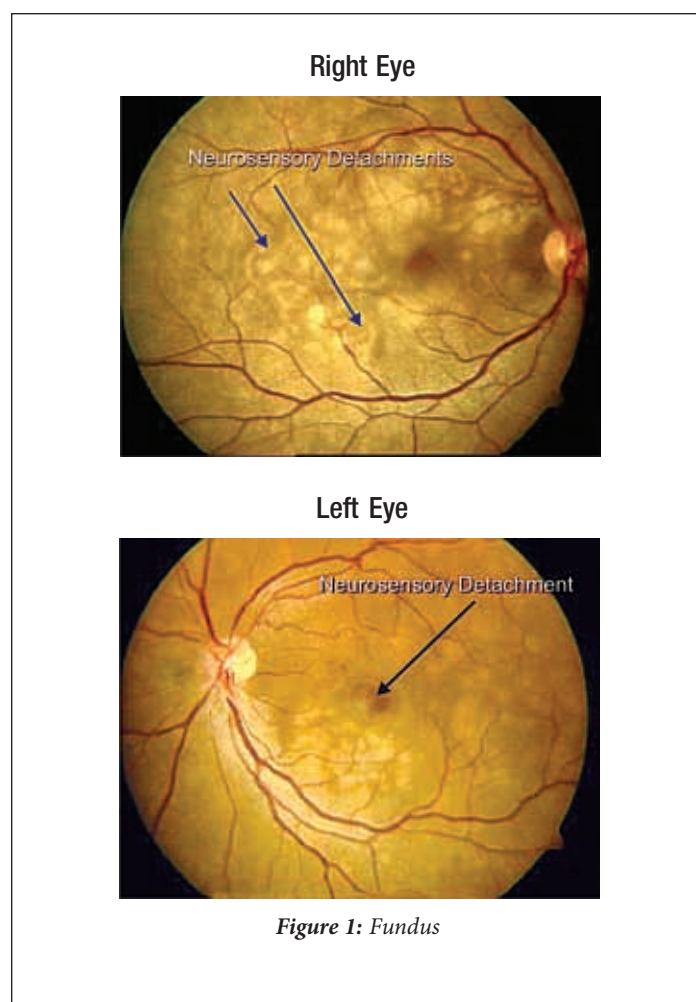 Right Eye
Neurosensory Detachments
Left Eye
Neurosensory Detachment
Figure 1: Fundus